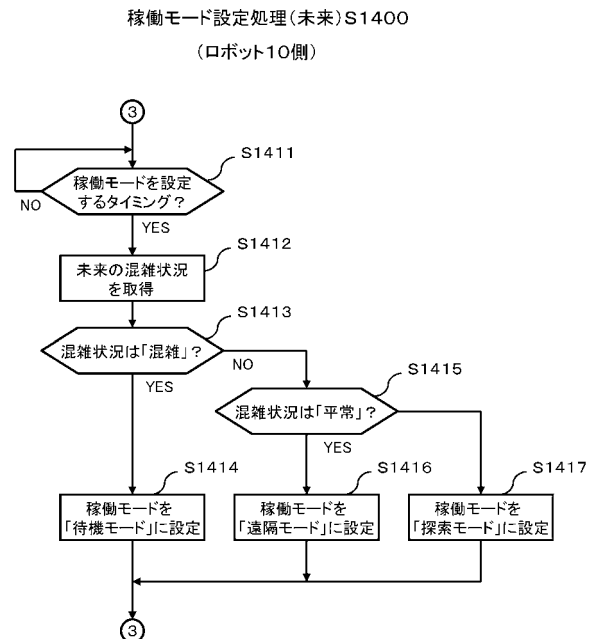 稼働モード設定処理(未来)S1400
(ロボット10側)
3
S1411
稼働モードを設定
するタイミング?
NO
YES
S1412
未来の混雑状況
を取得
S1413
混雑状況は「混雑」?
NO
YES
S1415
混雑状況は「平常」?
YES
S1414
稼働モードを
「待機モード」に設定
S1416
稼働モードを
「遠隔モード」に設定
S1417
稼働モードを
「探索モード」に設定
3